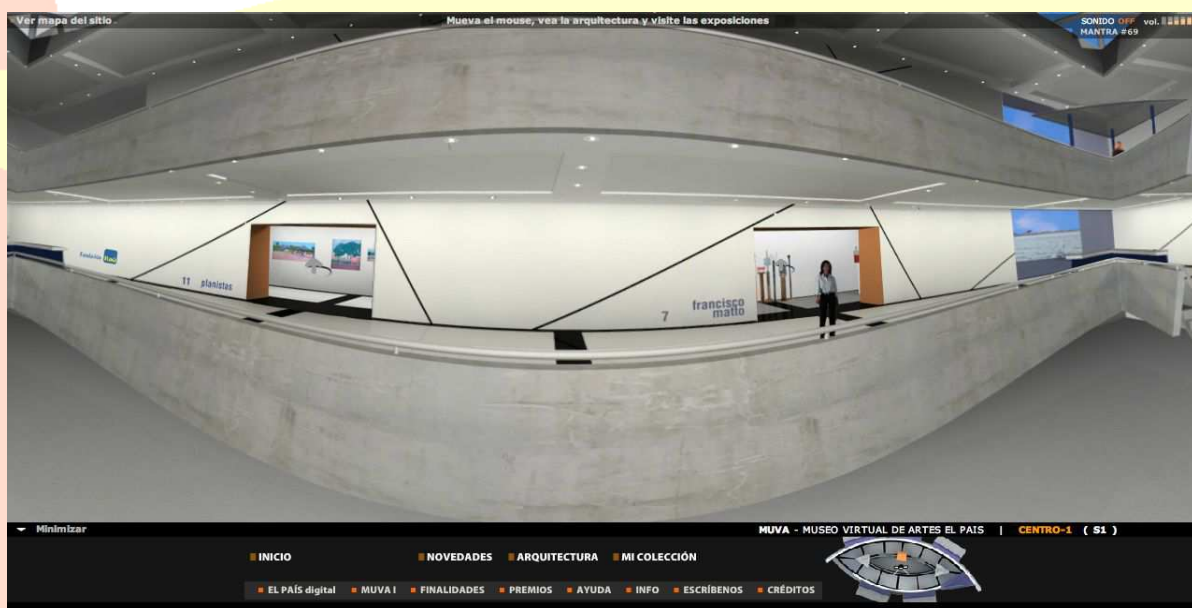 Ver mapa del sitio
Mueva el mouse, vea la arquitectura y visite las exposiciones
SONIDO OFF vol.
MANTRA #69
Fundación Itaú
11 planistas
7 francisco
matto
Minimizar
MUVA - MUSEO VIRTUAL DE ARTES EL PAIS | CENTRO-1 ( S1 )
INICIO NOVEDADES ARQUITECTURA MI COLECCIÓN
EL PAÍS digital MUVA I FINALIDADES PREMIOS AYUDA INFO ESCRÍBENOS CRÉDITOS